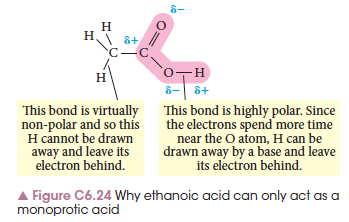 δ−
H
O
H
δ+
C
C
H
O
H
δ−
δ+
This bond is virtually
non-polar and so this
H cannot be drawn
away and leave its
electron behind.
This bond is highly polar. Since
the electrons spend more time
near the O atom, H can be
drawn away by a base and leave
its electron behind.
▲ Figure C6.24 Why ethanoic acid can only act as a
monoprotic acid